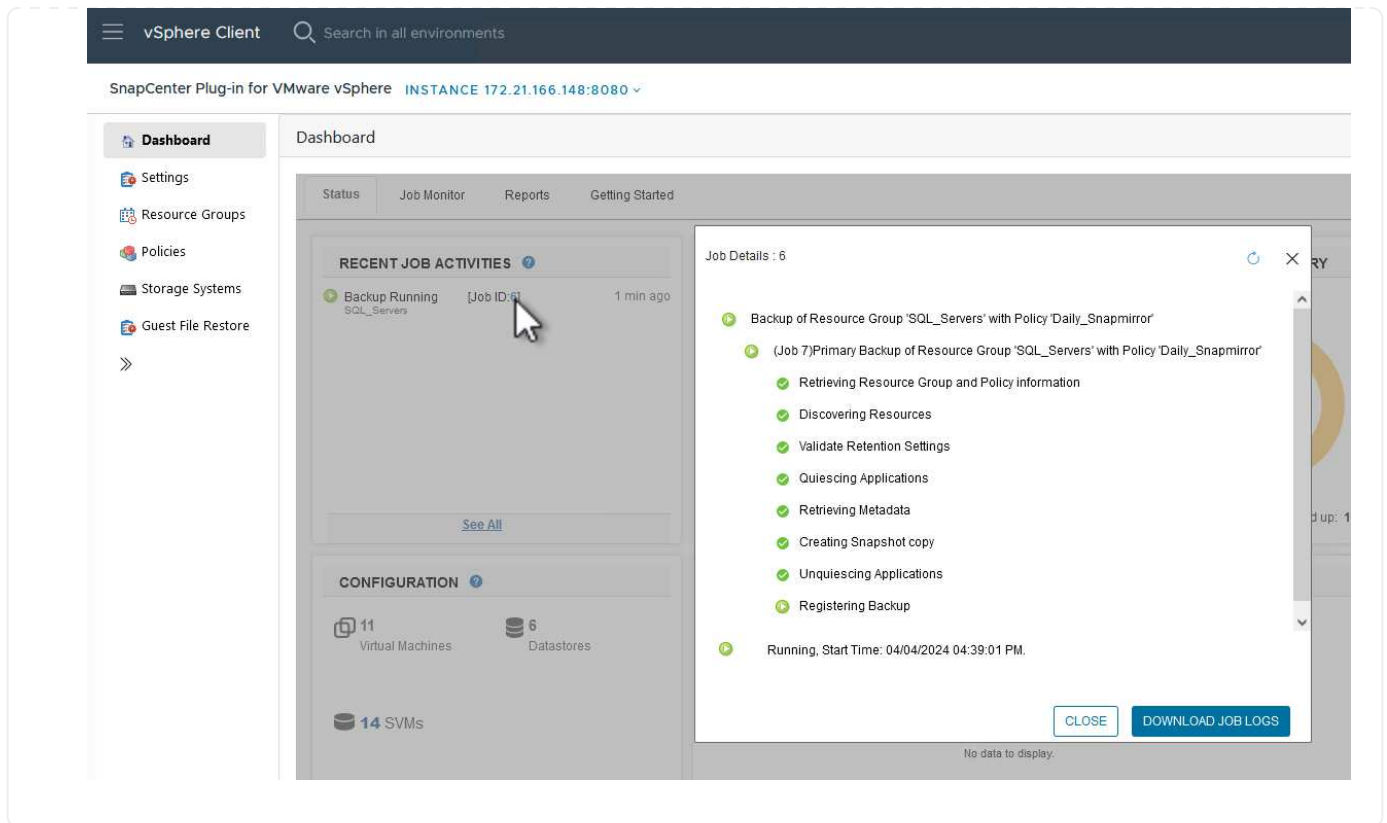 vSphere Client
Search in all environments
SnapCenter Plug-in for VMware vSphere INSTANCE 172.21.166.148:8080
Dashboard
Settings
Resource Groups
Policies
Storage Systems
Guest File Restore
Dashboard
Status Job Monitor Reports Getting Started
RECENT JOB ACTIVITIES
Backup Running [Job ID:6] 1 min ago
SQL_Servers
See All
CONFIGURATION
11
Virtual Machines
6
Datastores
14 SVMs
Job Details : 6
Backup of Resource Group 'SQL_Servers' with Policy 'Daily_Snapmirror'
(Job 7)Primary Backup of Resource Group 'SQL_Servers' with Policy 'Daily_Snapmirror'
Retrieving Resource Group and Policy information
Discovering Resources
Validate Retention Settings
Quiescing Applications
Retrieving Metadata
Creating Snapshot copy
Unquiescing Applications
Registering Backup
Running, Start Time: 04/04/2024 04:39:01 PM.
CLOSE DOWNLOAD JOB LOGS
RY
d up: 1
No data to display.